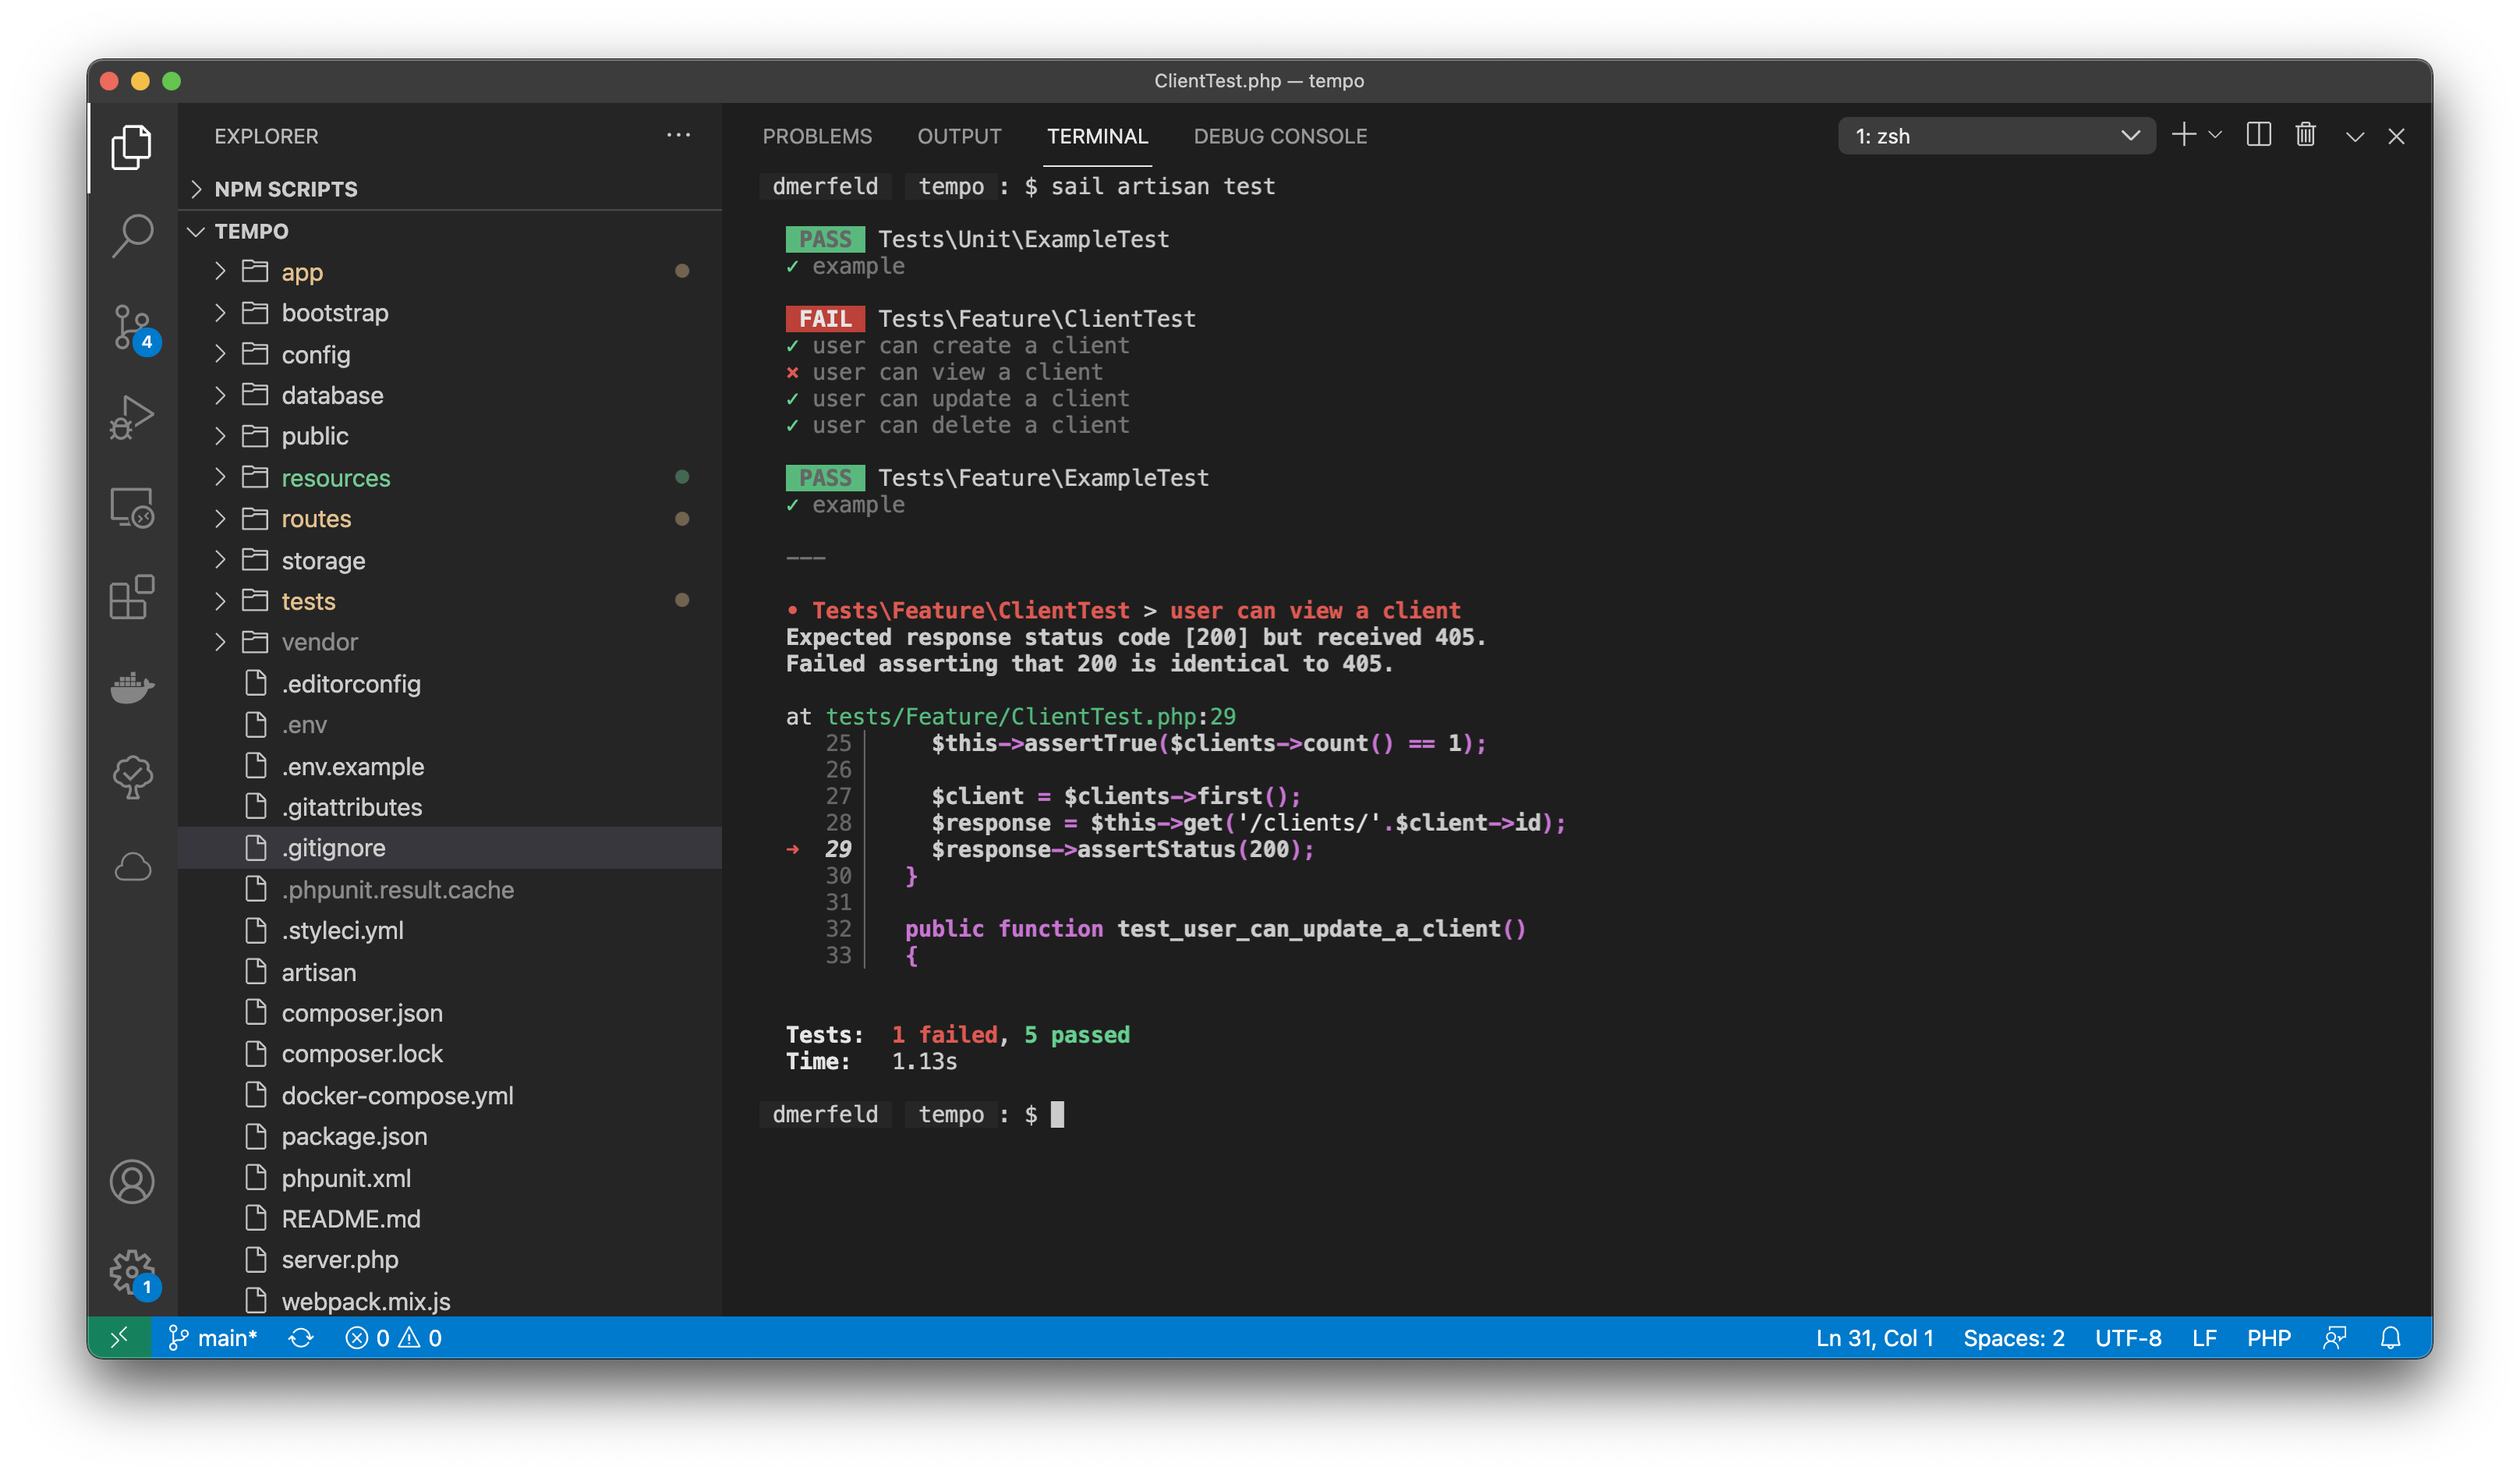 ClientTest.php — tempo
EXPLORER
NPM SCRIPTS
TEMPO
app
bootstrap
config
database
public
resources
routes
storage
tests
vendor
.editorconfig
.env
.env.example
.gitattributes
.gitignore
.phpunit.result.cache
.styleci.yml
artisan
composer.json
composer.lock
docker-compose.yml
package.json
phpunit.xml
README.md
server.php
webpack.mix.js
4
1
PROBLEMS OUTPUT TERMINAL DEBUG CONSOLE 1: zsh
dmerfeld tempo : $ sail artisan test
PASS Tests\Unit\ExampleTest
✓ example
FAIL Tests\Feature\ClientTest
✓ user can create a client
⨯ user can view a client
✓ user can update a client
✓ user can delete a client
PASS Tests\Feature\ExampleTest
✓ example
---
• Tests\Feature\ClientTest > user can view a client
Expected response status code [200] but received 405.
Failed asserting that 200 is identical to 405.
at tests/Feature/ClientTest.php:29
25 $this->assertTrue($clients->count() == 1);
26
27 $client = $clients->first();
28 $response = $this->get('/clients/'.$client->id);
➜ 29 $response->assertStatus(200);
30 }
31
32 public function test_user_can_update_a_client()
33 {
Tests: 1 failed, 5 passed
Time: 1.13s
dmerfeld tempo : $
main* 0 0 Ln 31, Col 1 Spaces: 2 UTF-8 LF PHP